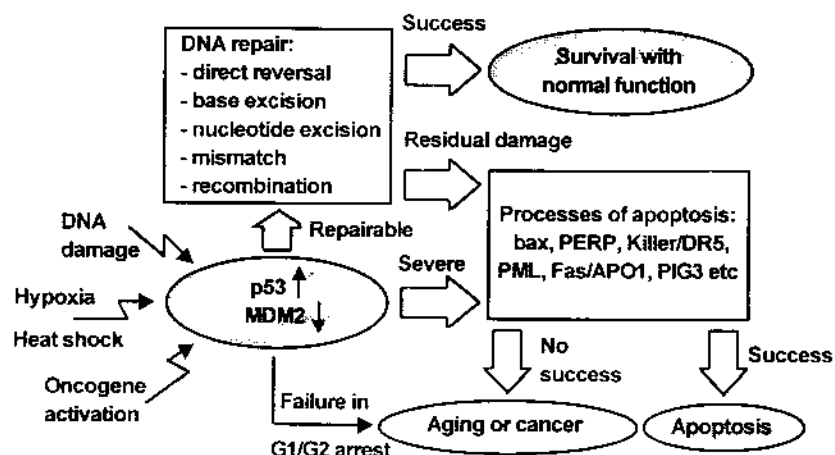 Success
DNA repair:
- direct reversal
- base excision
- nucleotide excision
- mismatch
- recombination
Survival with
normal function
Residual damage
Processes of apoptosis:
bax, PERP, Killer/DR5,
PML, Fas/APO1, PIG3 etc
Repairable
DNA
damage
Severe
p53
MDM2
Hypoxia
Heat shock
Oncogene
activation
No
success
Success
Failure in
G1/G2 arrest
Aging or cancer
Apoptosis